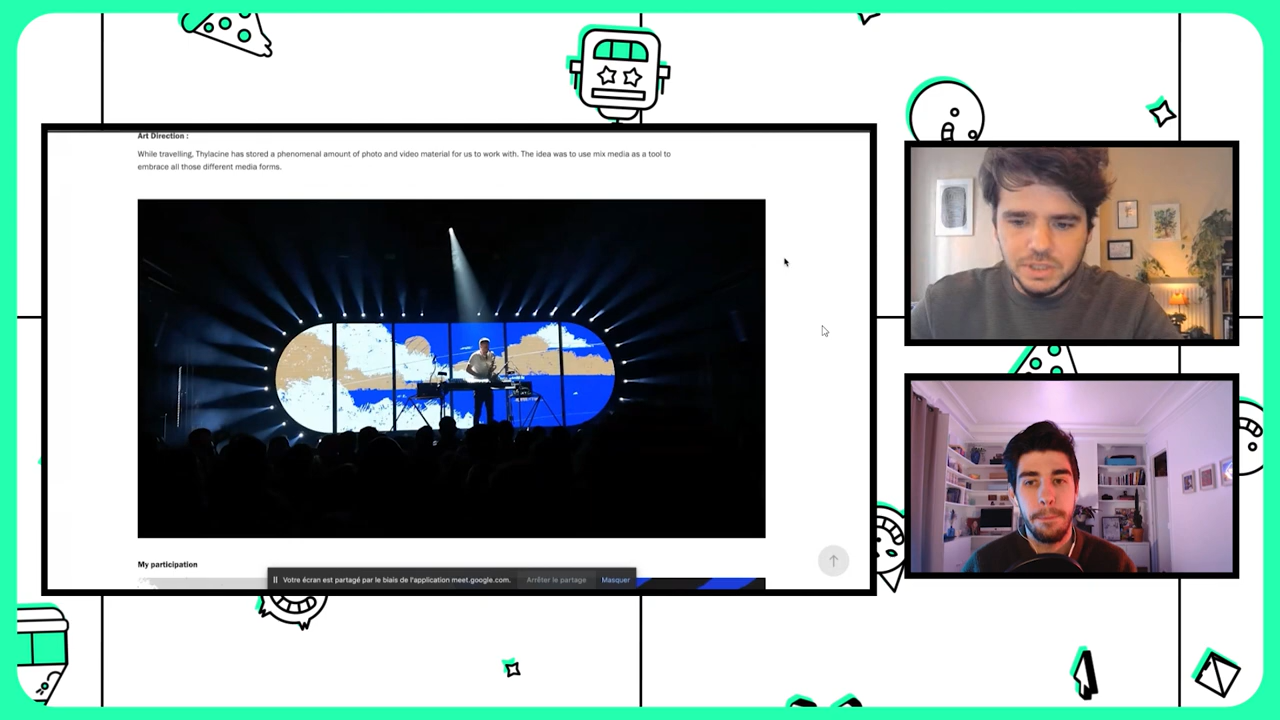 Art Direction :
While travelling, Thylacine has stored a phenomenal amount of photo and video material for us to work with. The idea was to use mix media as a tool to
embrace all those different media forms.
My participation
Votre écran est partagé par le biais de l'application meet.google.com.
Arrêter le partage
Masquer